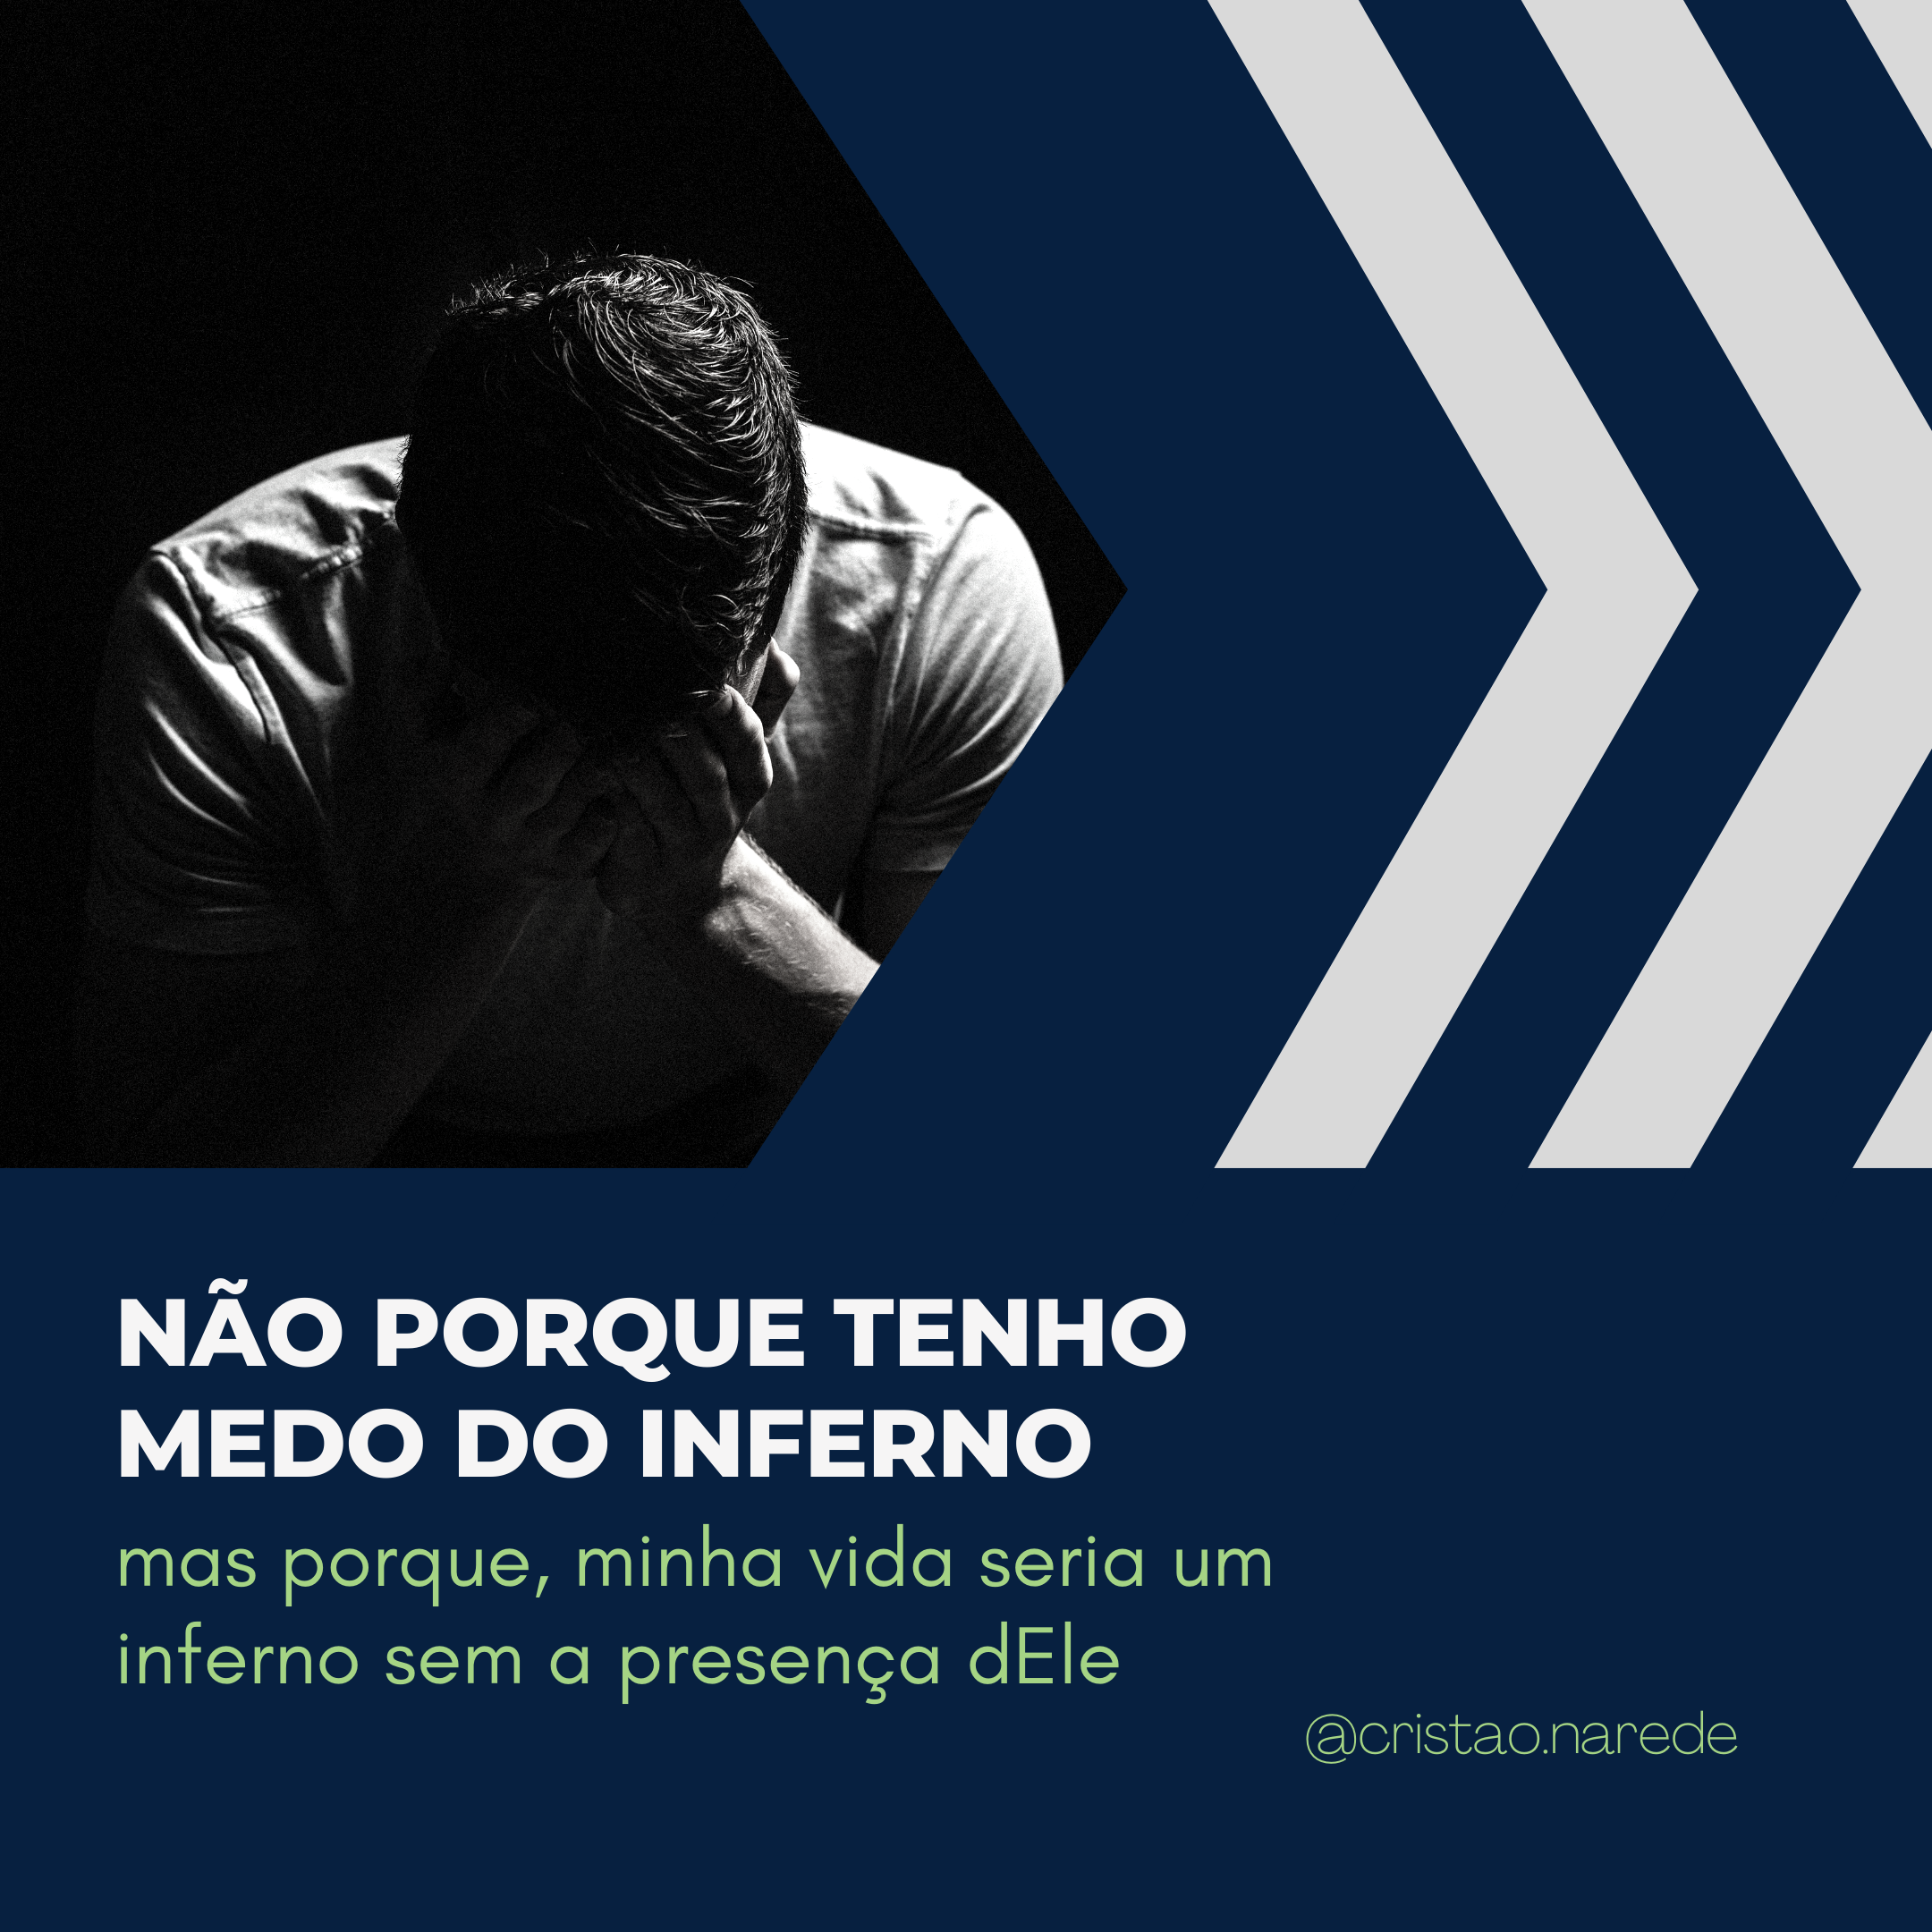 NÃO PORQUE TENHO
MEDO DO INFERNO
mas porque, minha vida seria um
inferno sem a presença dEle
@cristao.narede